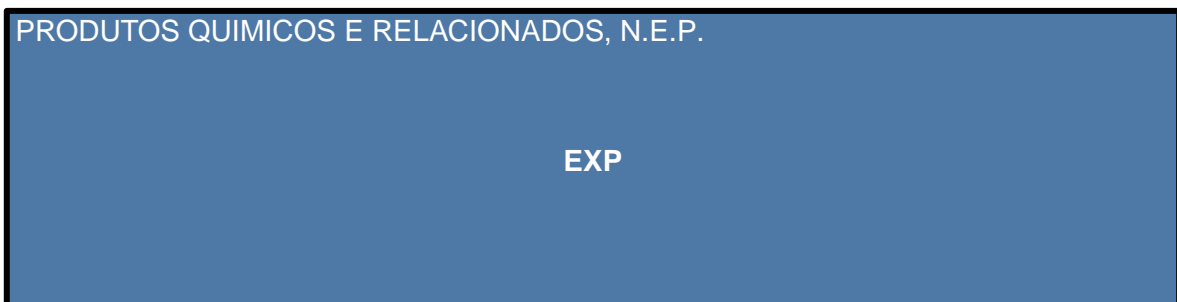 PRODUTOS QUIMICOS E RELACIONADOS, N.E.P.
EXP